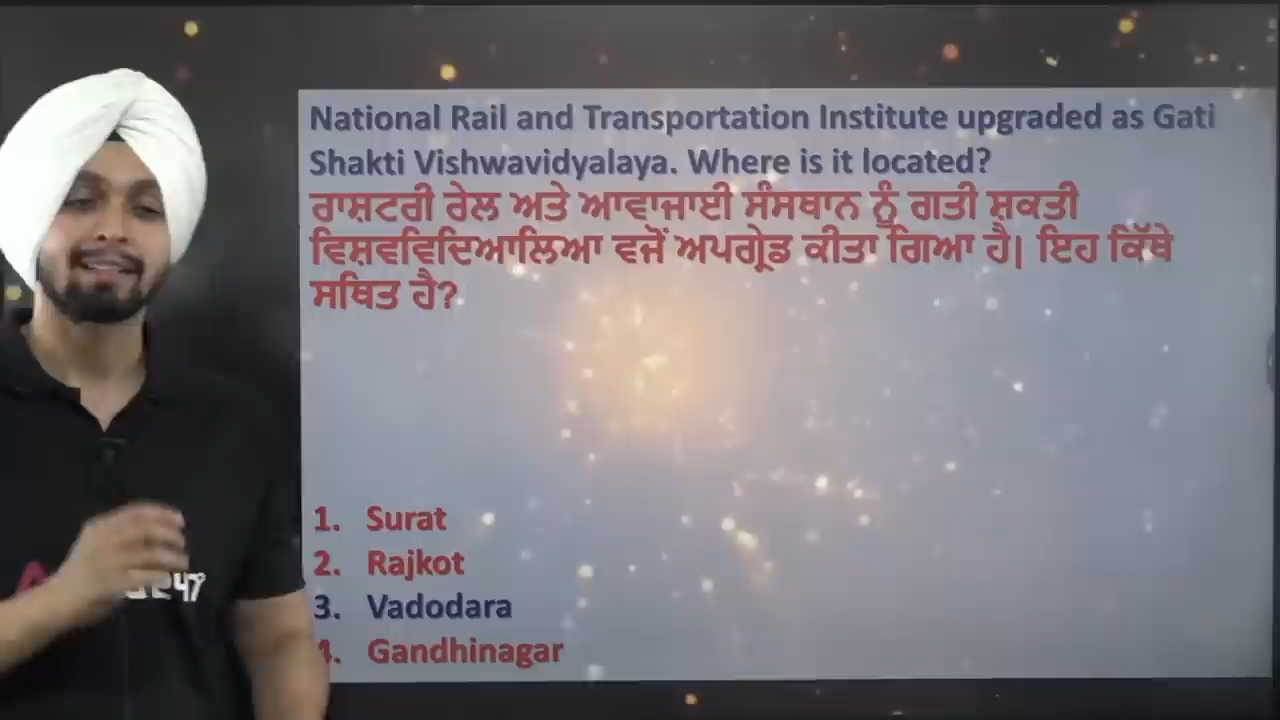 National Rail and Transportation Institute upgraded as Gati
Shakti Vishwavidyalaya. Where is it located?
ਰਾਸ਼ਟਰੀ ਰੇਲ ਅਤੇ ਆਵਾਜਾਈ ਸੰਸਥਾਨ ਨੂੰ ਗਤੀ ਸ਼ਕਤੀ
ਵਿਸ਼ਵਵਿਦਿਆਲਿਆ ਵਜੋਂ ਅਪਗ੍ਰੇਡ ਕੀਤਾ ਗਿਆ ਹੈ| ਇਹ ਕਿੱਥੇ
ਸਥਿਤ ਹੈ?
1. Surat
2. Rajkot
3. Vadodara
4. Gandhinagar